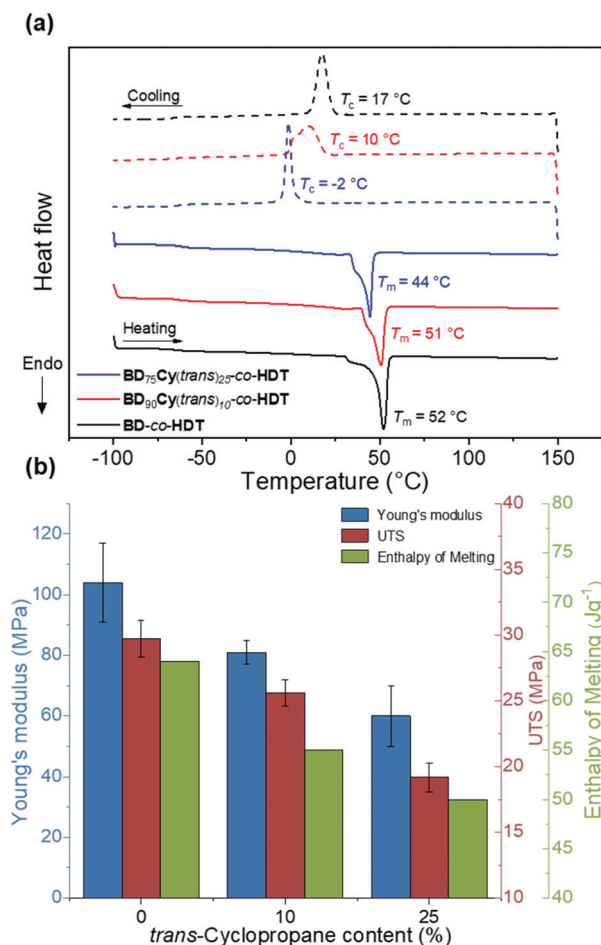 (a)
Cooling
Tc = 17 °C
Tc = 10 °C
Tc = -2 °C
Heat flow
Tm = 44 °C
Heating
Tm = 51 °C
Endo
BD75Cy(trans)25-co-HDT
BD90Cy(trans)10-co-HDT
BD-co-HDT
Tm = 52 °C
-100 -50 0 50 100 150
Temperature (°C)
(b)
Young's modulus
UTS
Enthalpy of Melting
120
100
80
60
40
20
0
Young's modulus (MPa)
40
35
30
25
20
15
10
UTS (MPa)
80
75
70
65
60
55
50
45
40
Enthalpy of Melting (Jg⁻¹)
0 10 25
trans-Cyclopropane content (%)